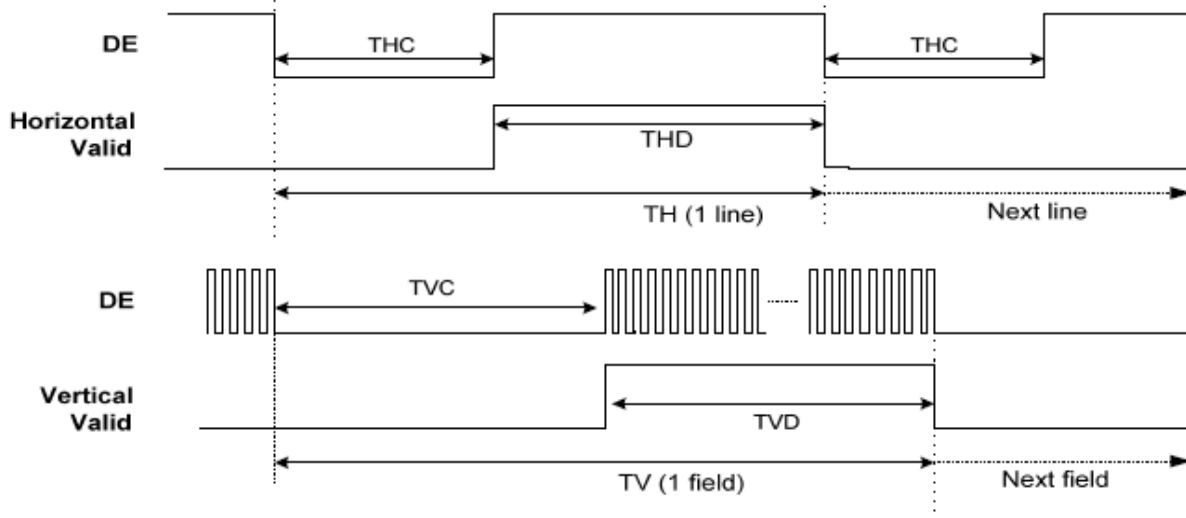 DE
THC
THC
Horizontal
Valid
THD
TH (1 line)
Next line
DE
TVC
Vertical
Valid
TVD
TV (1 field)
Next field